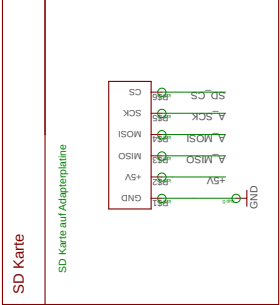 SD Karte
SD Karte auf Adapterplatine
CS
SD_CS
SCK
A_SCK
MOSI
A_MOSI
MISO
A_MISO
+5V
+5V
GND
GND